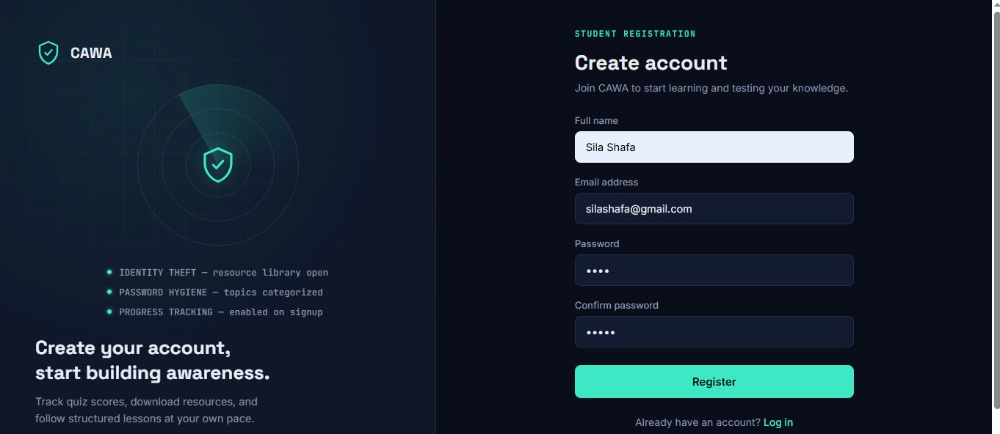 CAWA
IDENTITY THEFT — resource library open
PASSWORD HYGIENE — topics categorized
PROGRESS TRACKING — enabled on signup
Create your account,
start building awareness.
Track quiz scores, download resources, and
follow structured lessons at your own pace.
STUDENT REGISTRATION
Create account
Join CAWA to start learning and testing your knowledge.
Full name
Sila Shafa
Email address
silashafa@gmail.com
Password
••••
Confirm password
•••••
Register
Already have an account? Log in